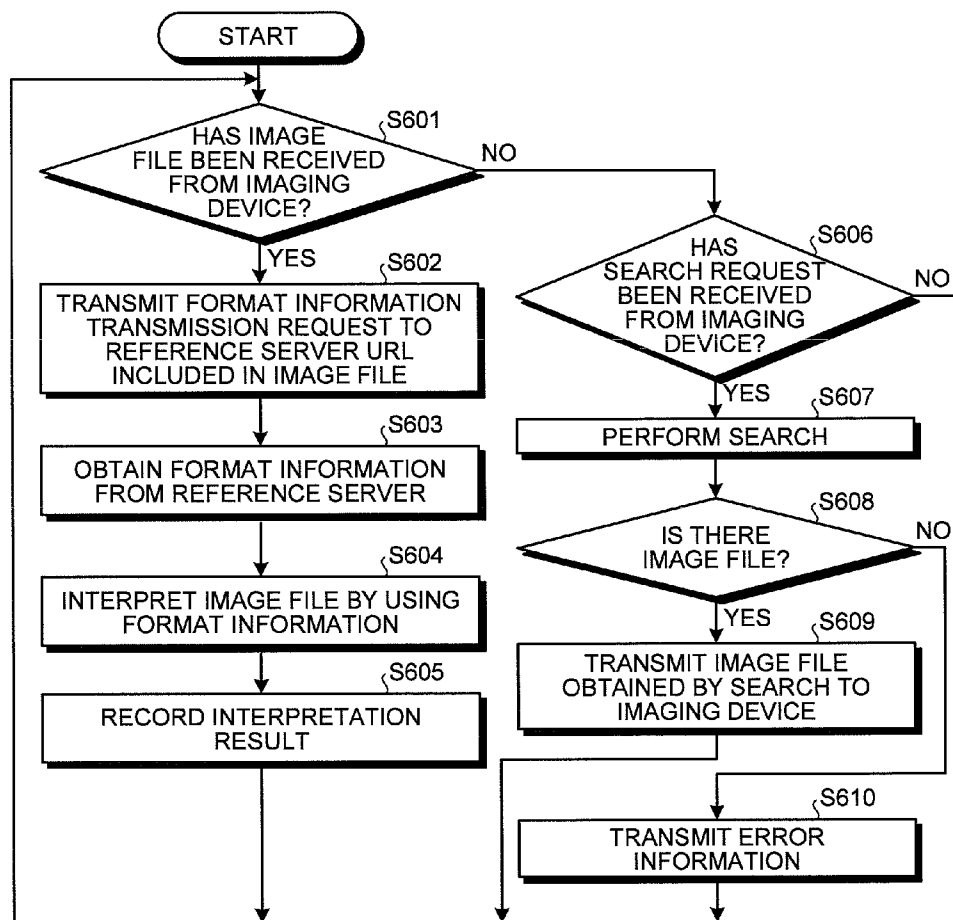 START
S601
HAS IMAGE
FILE BEEN RECEIVED
FROM IMAGING
DEVICE?
NO
YES
S602
TRANSMIT FORMAT INFORMATION
TRANSMISSION REQUEST TO
REFERENCE SERVER URL
INCLUDED IN IMAGE FILE
S603
OBTAIN FORMAT INFORMATION
FROM REFERENCE SERVER
S604
INTERPRET IMAGE FILE BY USING
FORMAT INFORMATION
S605
RECORD INTERPRETATION
RESULT
S606
HAS
SEARCH REQUEST
BEEN RECEIVED
FROM IMAGING
DEVICE?
NO
YES
S607
PERFORM SEARCH
S608
IS THERE
IMAGE FILE?
NO
YES
S609
TRANSMIT IMAGE FILE
OBTAINED BY SEARCH TO
IMAGING DEVICE
S610
TRANSMIT ERROR
INFORMATION